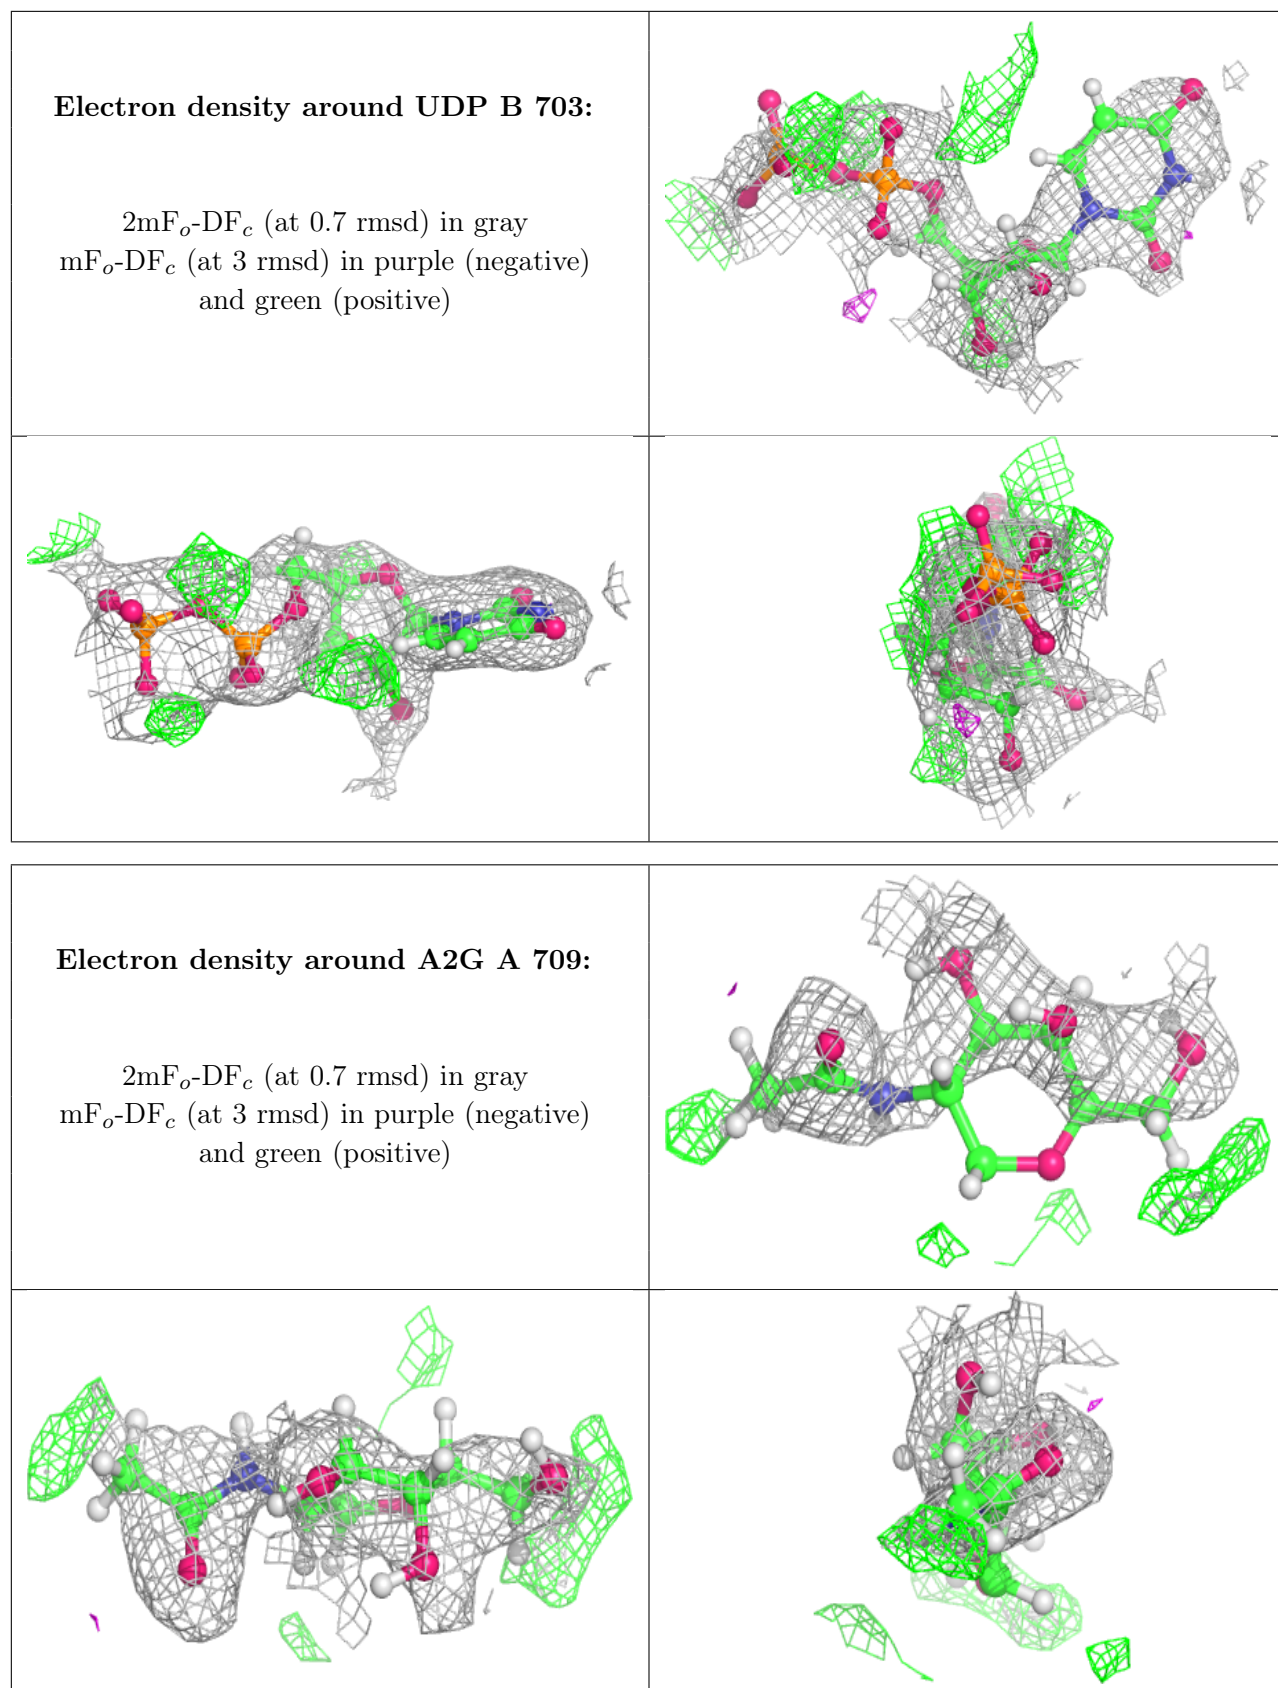 Electron density around UDP B 703:
2mFo-DFc (at 0.7 rmsd) in gray
mFo-DFc (at 3 rmsd) in purple (negative)
and green (positive)
Electron density around A2G A 709:
2mFo-DFc (at 0.7 rmsd) in gray
mFo-DFc (at 3 rmsd) in purple (negative)
and green (positive)